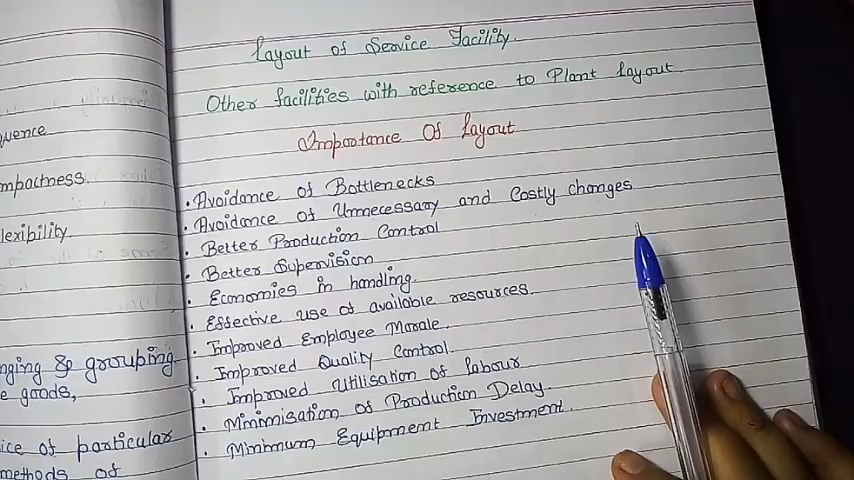 uence
mpactness.
lexibility
nging & grouping
e goods,
ice of particular
methods of
Layout of Service Facility.
Other facilities with reference to Plant Layout.
Importance Of Layout
• Avoidance of Bottlenecks
• Avoidance of Unnecessary and Costly changes
• Better Production Control
• Better Supervision
• Economies in handling.
• Effective use of available resources.
• Improved Employee Morale.
• Improved Quality Control.
• Improved Utilisation of labour
• Minimisation of Production Delay.
• Minimum Equipment Investment.